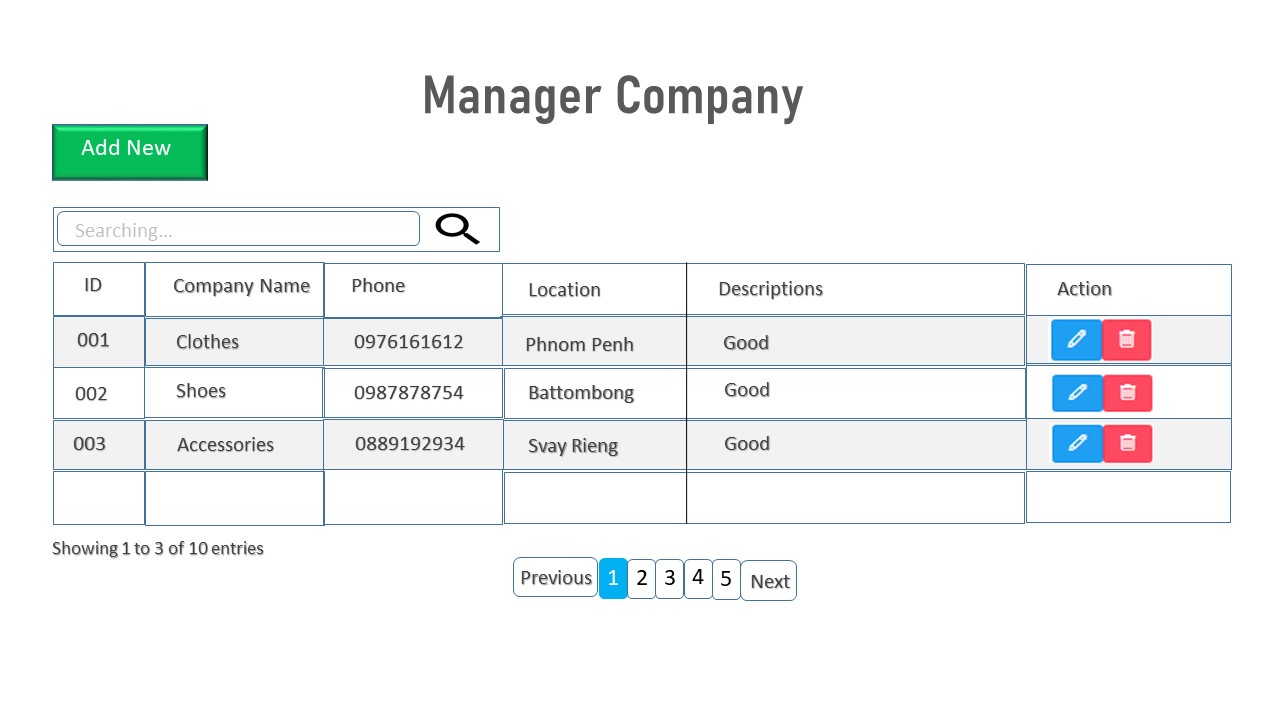 Manager Company
Add New
Searching...
ID Company Name Phone Location Descriptions Action
001 Clothes 0976161612 Phnom Penh Good
002 Shoes 0987878754 Battombong Good
003 Accessories 0889192934 Svay Rieng Good
Showing 1 to 3 of 10 entries
Previous 1 2 3 4 5 Next